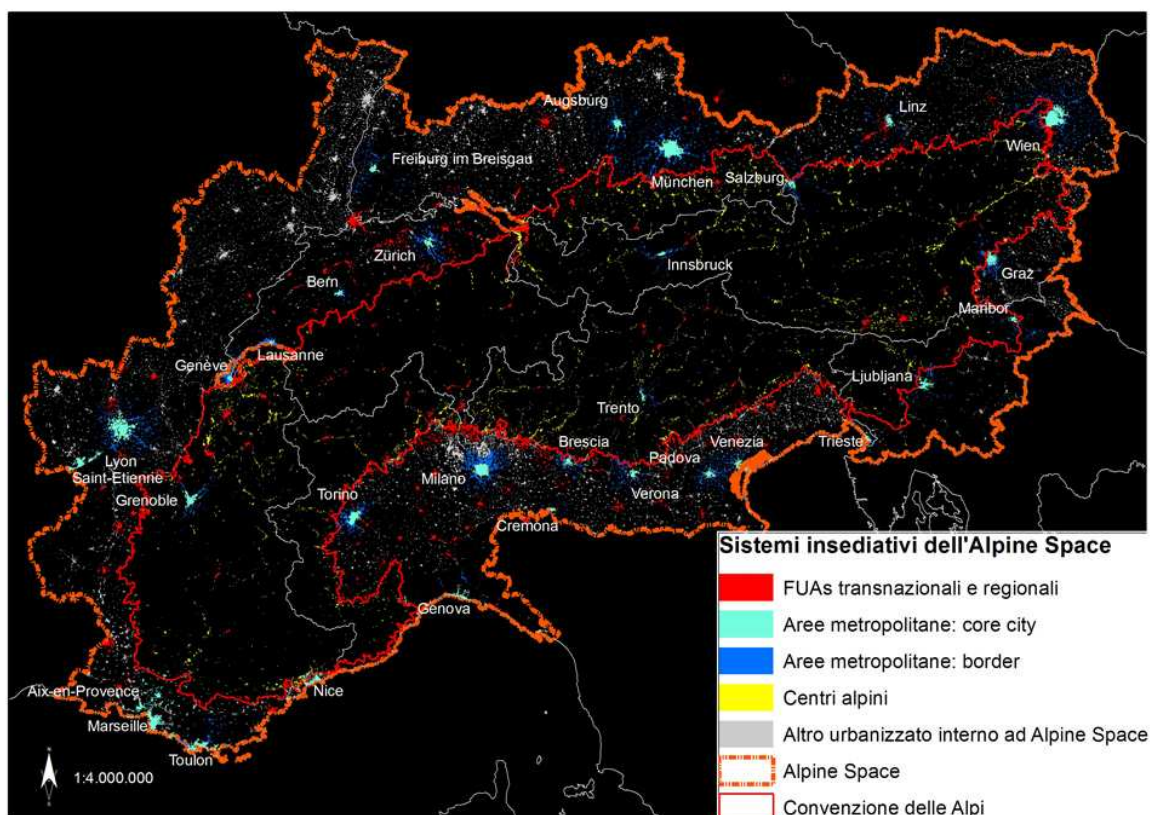 Augsburg
Linz
Wien
Freiburg im Breisgau
München
Salzburg
Zürich
Innsbruck
Bern
Graz
Maribor
Lausanne
Genève
Ljubljana
Trento
Brescia
Venezia
Trieste
Lyon
Padova
Saint-Etienne
Milano
Verona
Grenoble
Torino
Cremona
Genova
Aix-en-Provence
Nice
Marseille
Toulon
N
1:4.000.000
Sistemi insediativi dell'Alpine Space
FUAs transnazionali e regionali
Aree metropolitane: core city
Aree metropolitane: border
Centri alpini
Altro urbanizzato interno ad Alpine Space
Alpine Space
Convenzione delle Alpi